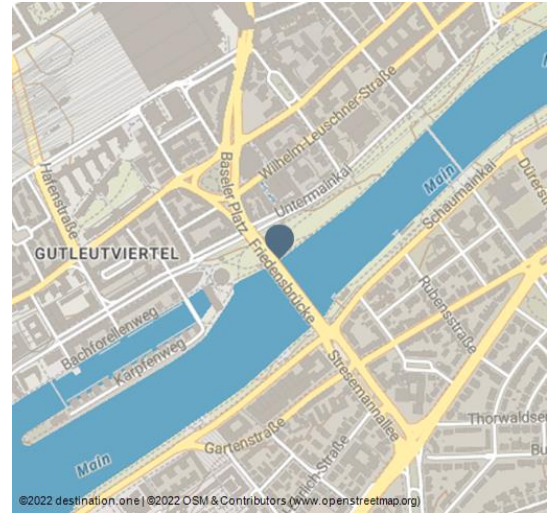 Main
Wilhelm-Leuschner-Straße
Hafenstraße
Baseler Platz
Untermainkai
Schaumainkai
GUTLEUTVIERTEL
Friedensbrücke
Rubensstraße
Bachforellenweg
Karpfenweg
Stresemannallee
Thorwaldsen
Gartenstraße
Main
©2022 destination.one | ©2022 OSM & Contributors (www.openstreetmap.org)